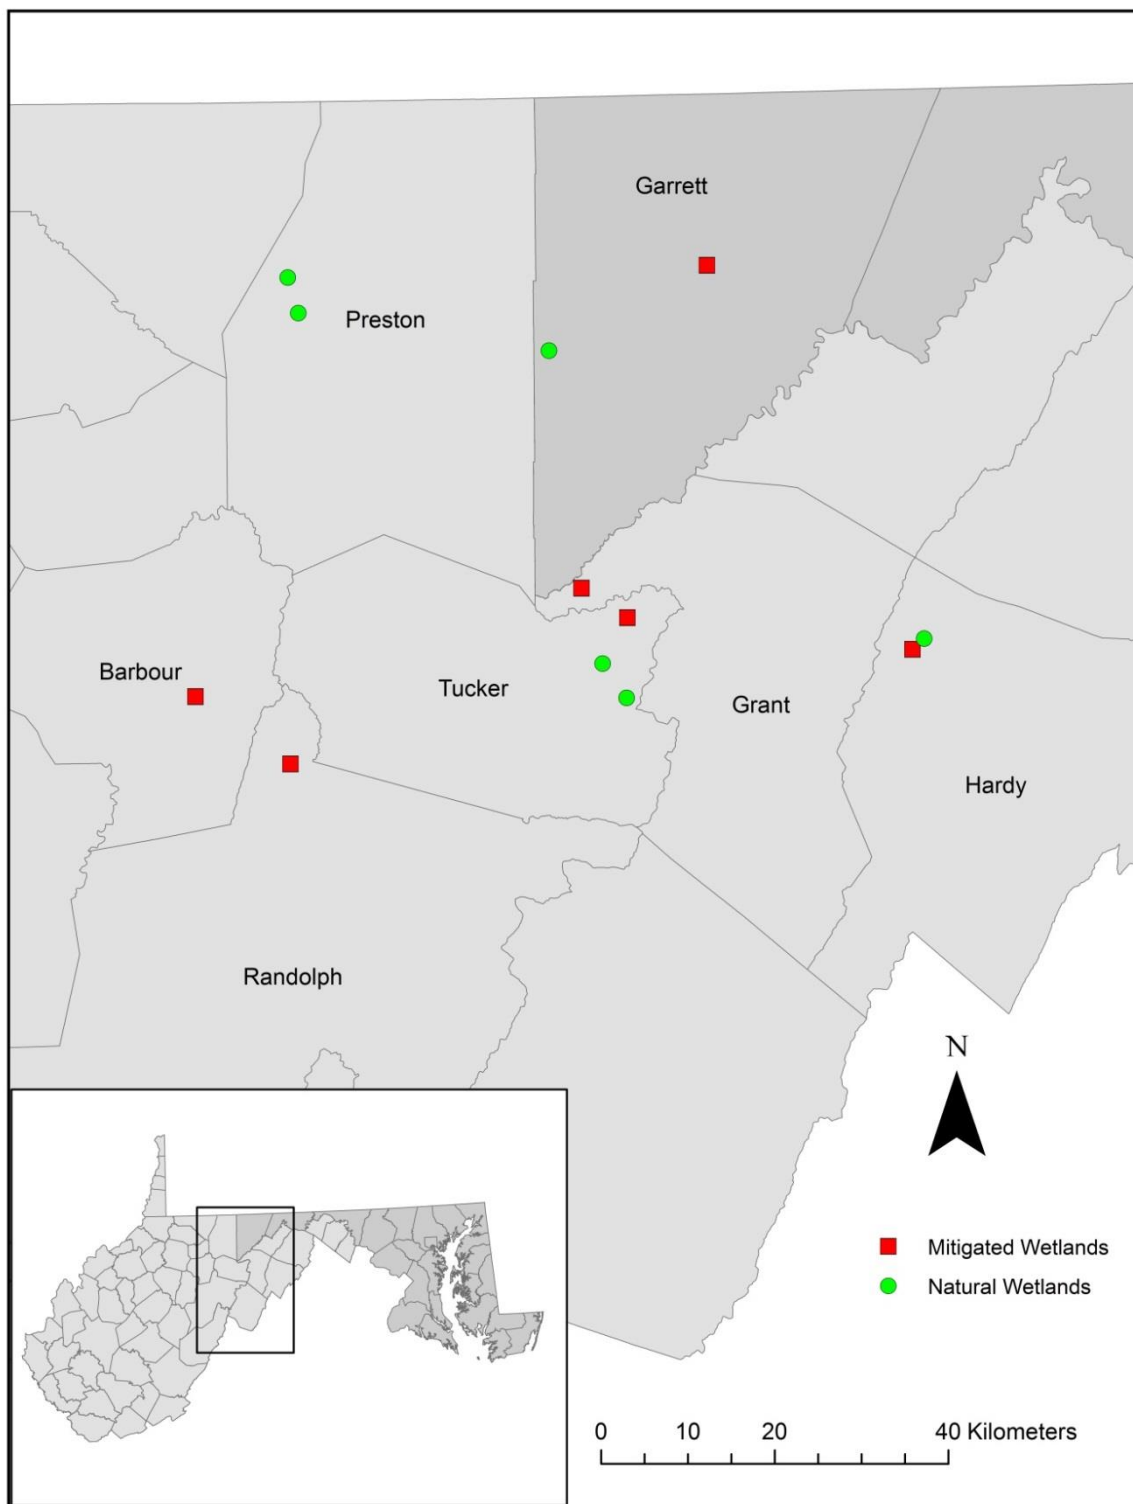 Garrett
Preston
Barbour
Tucker
Grant
Hardy
Randolph
N
Mitigated Wetlands
Natural Wetlands
0 10 20 40 Kilometers